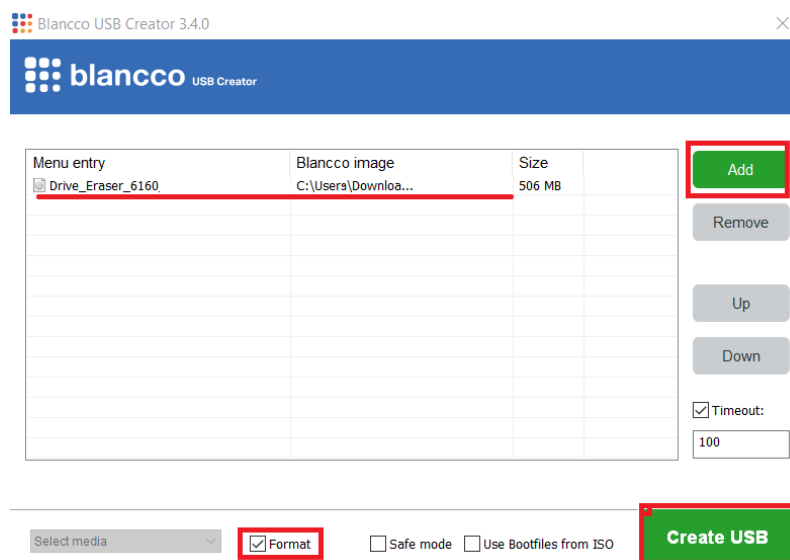 Blancco USB Creator 3.4.0
blancco USB Creator
Menu entry Blancco image Size
Drive_Eraser_6160 C:\Users\Downloa... 506 MB
Add
Remove
Up
Down
Timeout:
100
Select media Format Safe mode Use Bootfiles from ISO Create USB